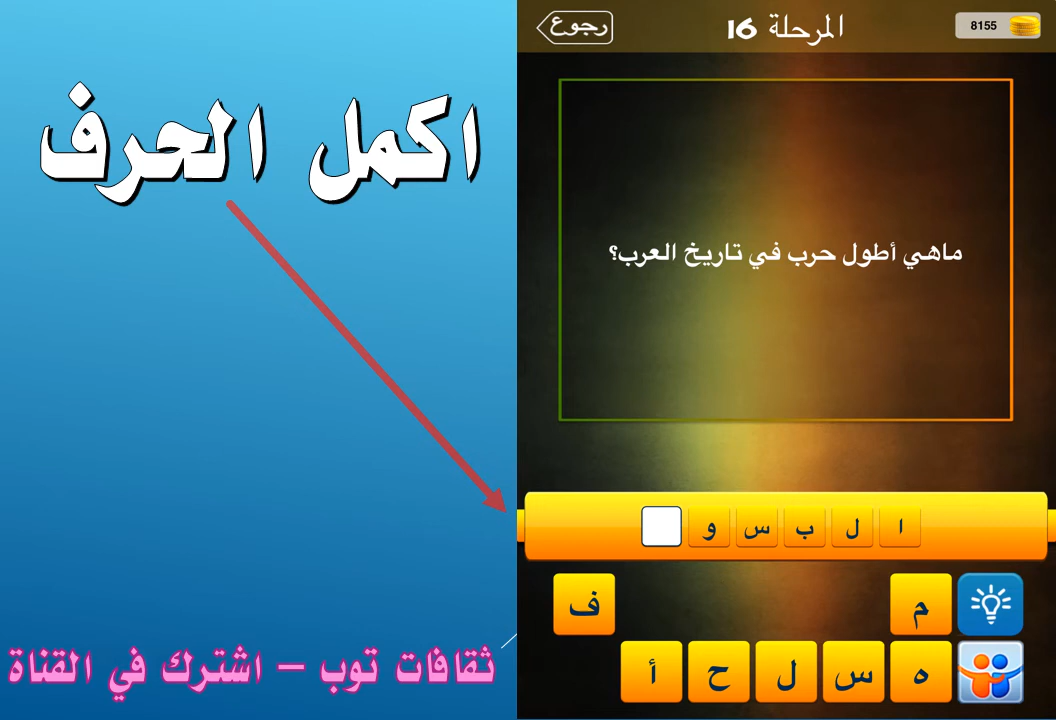 اكمل الحرف
ثقافات توب – اشترك في القناة
رجوع
المرحلة 16
8155
ماهي أطول حرب في تاريخ العرب؟
ا ل ب س و
م ف
ه س ل ح أ